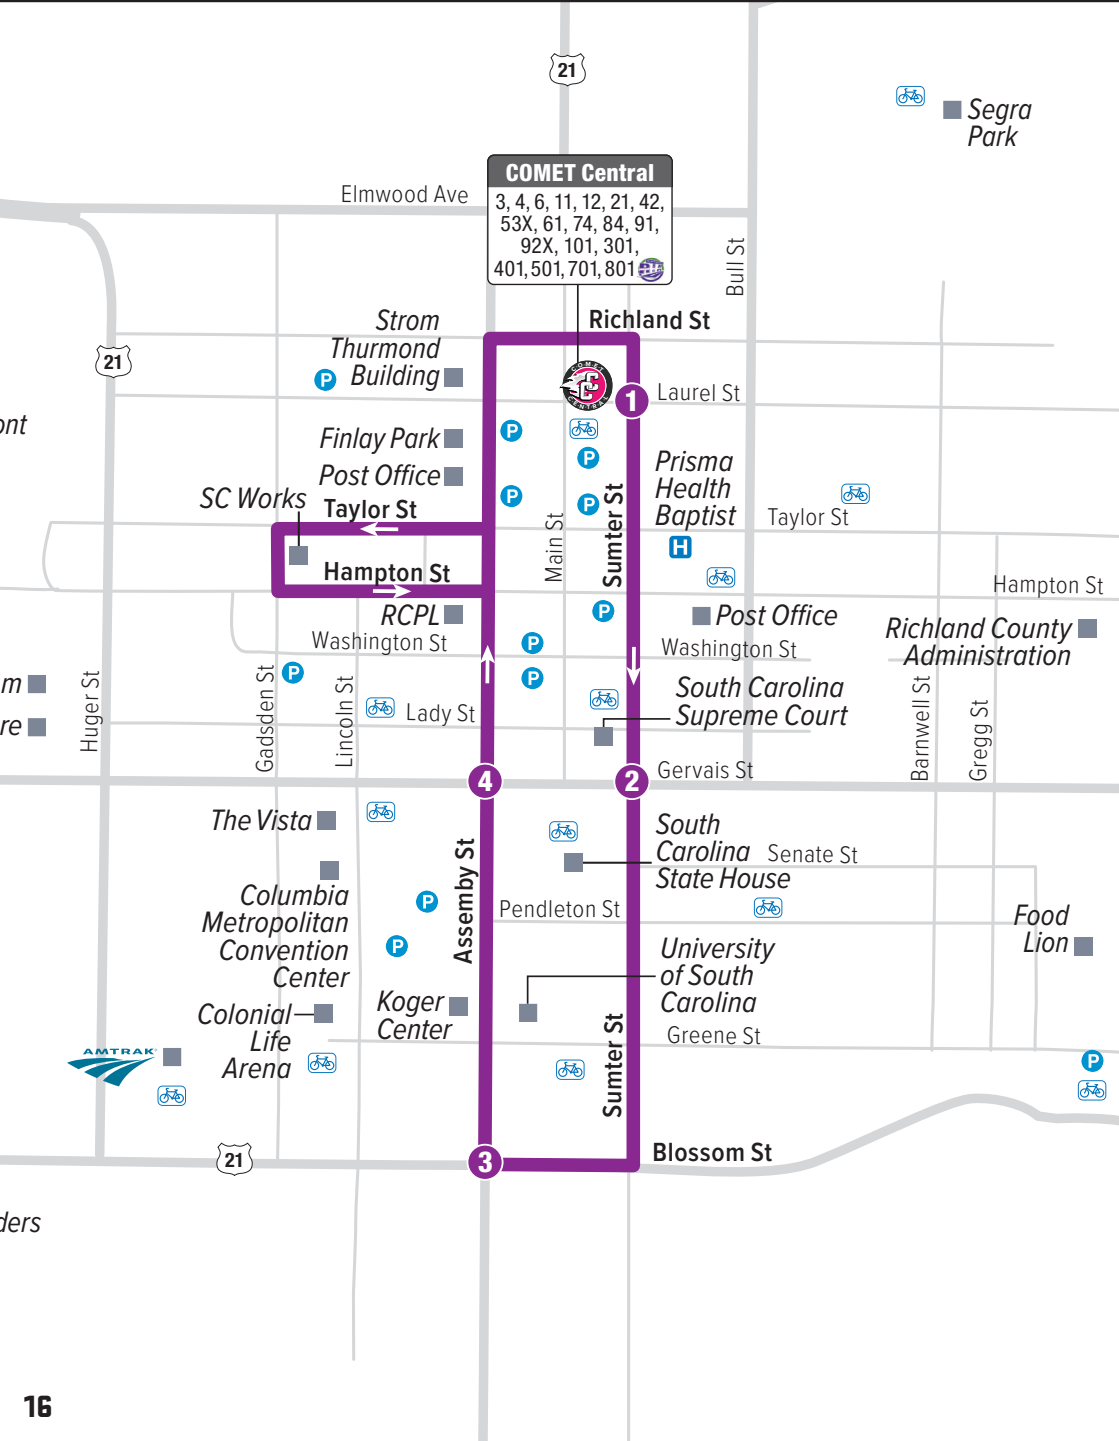 21
Segra
Park
COMET Central
3, 4, 6, 11, 12, 21, 42,
53X, 61, 74, 84, 91,
92X, 101, 301,
401, 501, 701, 801
Elmwood Ave
Bull St
Strom
Thurmond
Building
Richland St
21
P
COMET
CENTRAL
1
Laurel St
ont
Finlay Park
P
P
Post Office
Prisma
Health
Baptist
SC Works
P
P
Taylor St
Main St
Sumter St
Taylor St
H
Hampton St
Hampton St
RCPL
P
Post Office
Richland County
Administration
Washington St
P
Washington St
P
P
m
re
Huger St
Gadsden St
Lincoln St
Lady St
South Carolina
Supreme Court
Barnwell St
Gregg St
4
2
Gervais St
The Vista
South
Carolina
State House
Senate St
Columbia
Metropolitan
Convention
Center
P
P
Assemby St
Pendleton St
Food
Lion
University
of South
Carolina
Koger
Center
Colonial
Life
Arena
Greene St
Sumter St
AMTRAK
P
21
3
Blossom St
ders
16